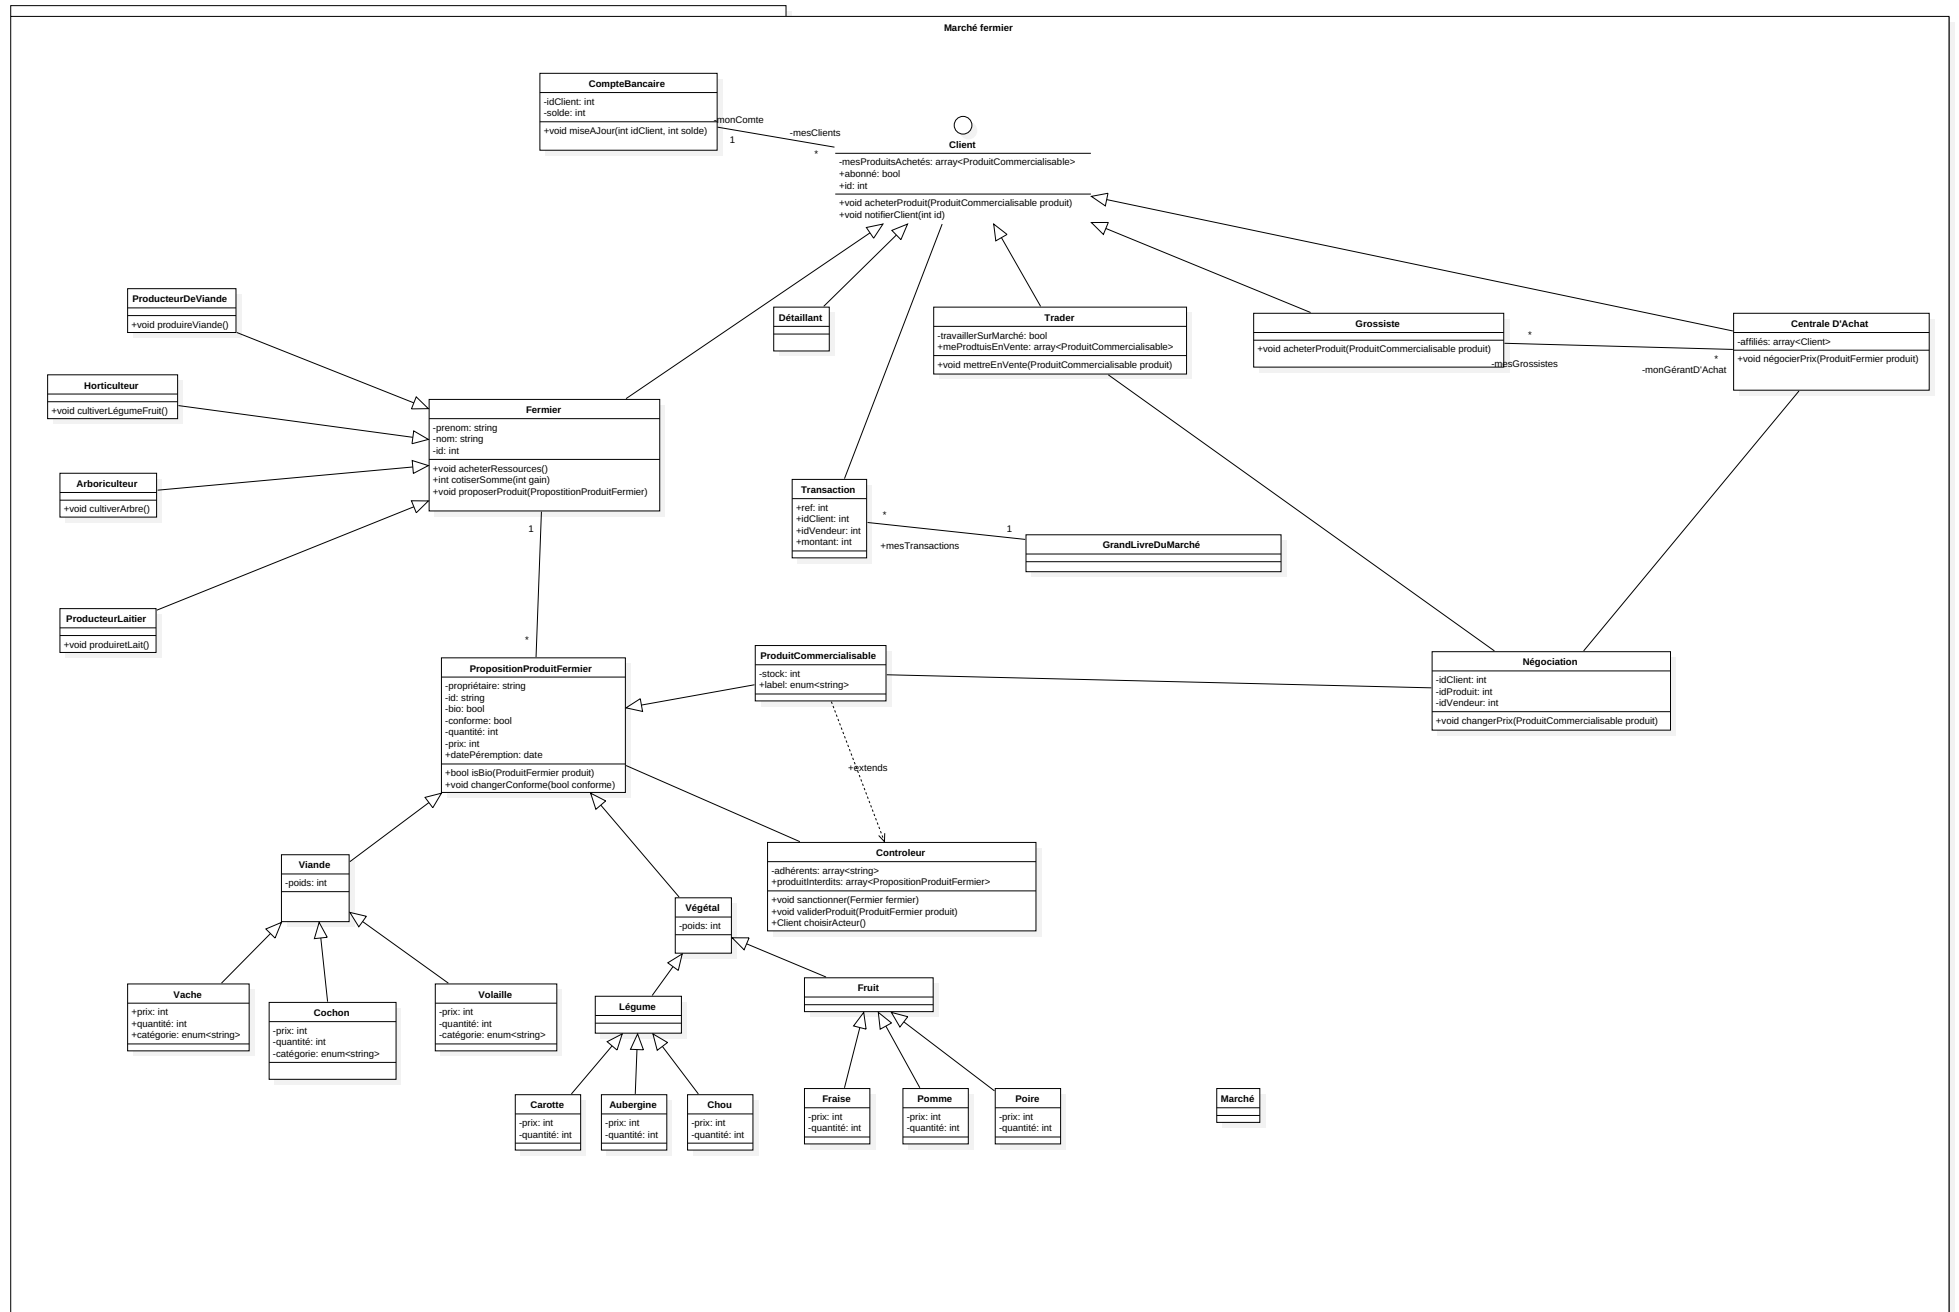 Marché fermier
CompteBancaire
-idClient: int
-solde: int
+void miseAJour(int idClient, int solde)
-monComte
1
-mesClients
*
Client
-mesProduitsAchetés: array<ProduitCommercialisable>
+abonné: bool
+id: int
+void acheterProduit(ProduitCommercialisable produit)
+void notifierClient(int id)
ProducteurDeViande
+void produireViande()
Horticulteur
+void cultiverLégumeFruit()
Arboriculteur
+void cultiverArbre()
ProducteurLaitier
+void produiretLait()
Fermier
-prenom: string
-nom: string
-id: int
+void acheterRessources()
+int cotiserSomme(int gain)
+void proposerProduit(PropostitionProduitFermier)
1
*
Détaillant
Trader
-travaillerSurMarché: bool
+meProdtuisEnVente: array<ProduitCommercialisable>
+void mettreEnVente(ProduitCommercialisable produit)
Grossiste
+void acheterProduit(ProduitCommercialisable produit)
*
-mesGrossistes
*
-monGérantD'Achat
Centrale D'Achat
-affiliés: array<Client>
+void négocierPrix(ProduitFermier produit)
Transaction
+ref: int
+idClient: int
+idVendeur: int
+montant: int
*
+mesTransactions
1
GrandLivreDuMarché
PropositionProduitFermier
-propriétaire: string
-id: string
-bio: bool
-conforme: bool
-quantité: int
-prix: int
+datePéremption: date
+bool isBio(ProduitFermier produit)
+void changerConforme(bool conforme)
ProduitCommercialisable
-stock: int
+label: enum<string>
+extends
Négociation
-idClient: int
-idProduit: int
-idVendeur: int
+void changerPrix(ProduitCommercialisable produit)
Controleur
-adhérents: array<string>
+produitInterdits: array<PropositionProduitFermier>
+void sanctionner(Fermier fermier)
+void validerProduit(ProduitFermier produit)
+Client choisirActeur()
Viande
-poids: int
Végétal
-poids: int
Vache
+prix: int
+quantité: int
+catégorie: enum<string>
Cochon
-prix: int
-quantité: int
-catégorie: enum<string>
Volaille
-prix: int
-quantité: int
-catégorie: enum<string>
Légume
Fruit
Carotte
-prix: int
-quantité: int
Aubergine
-prix: int
-quantité: int
Chou
-prix: int
-quantité: int
Fraise
-prix: int
-quantité: int
Pomme
-prix: int
-quantité: int
Poire
-prix: int
-quantité: int
Marché